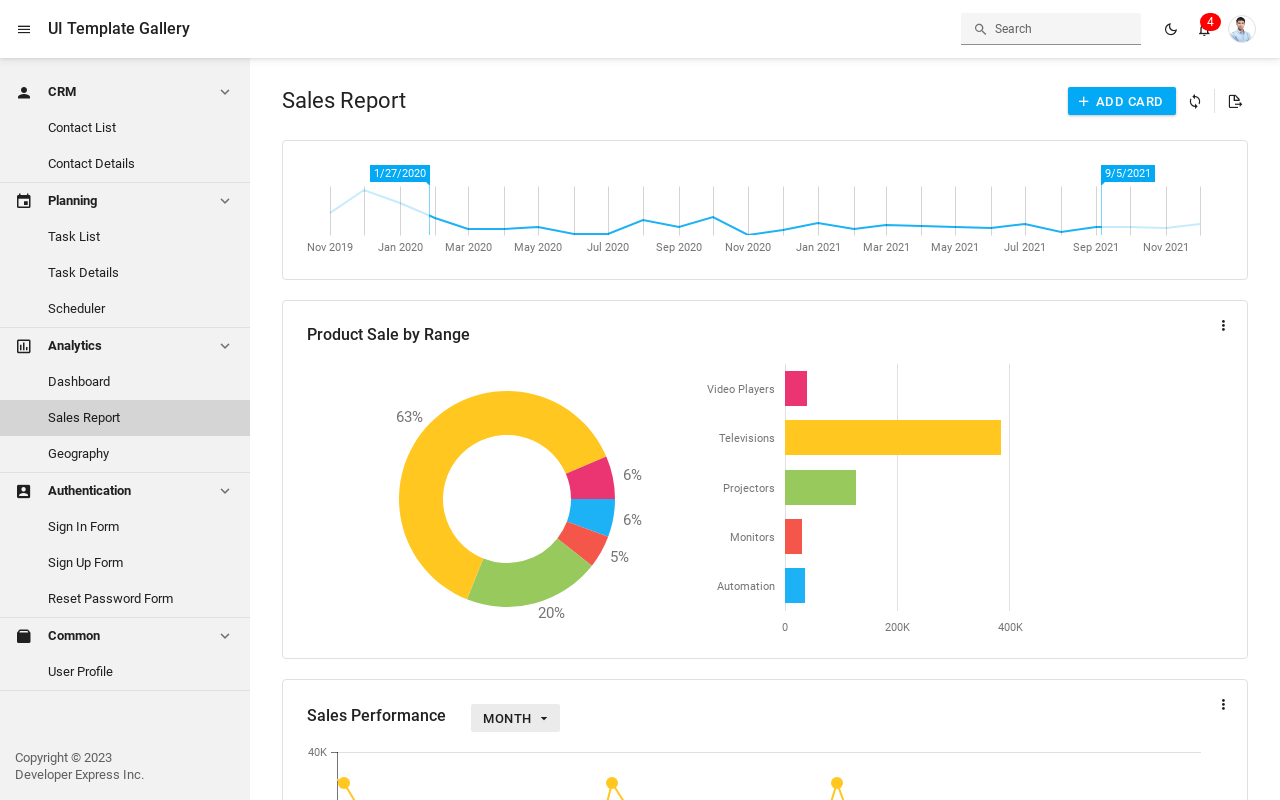 UI Template Gallery
Search
4
CRM
Contact List
Contact Details
Planning
Task List
Task Details
Scheduler
Analytics
Dashboard
Sales Report
Geography
Authentication
Sign In Form
Sign Up Form
Reset Password Form
Common
User Profile
Copyright © 2023
Developer Express Inc.
Sales Report
ADD CARD
1/27/2020
9/5/2021
Nov 2019 Jan 2020 Mar 2020 May 2020 Jul 2020 Sep 2020 Nov 2020 Jan 2021 Mar 2021 May 2021 Jul 2021 Sep 2021 Nov 2021
Product Sale by Range
63%
6%
6%
5%
20%
Video Players
Televisions
Projectors
Monitors
Automation
0 200K 400K
Sales Performance
MONTH
40K